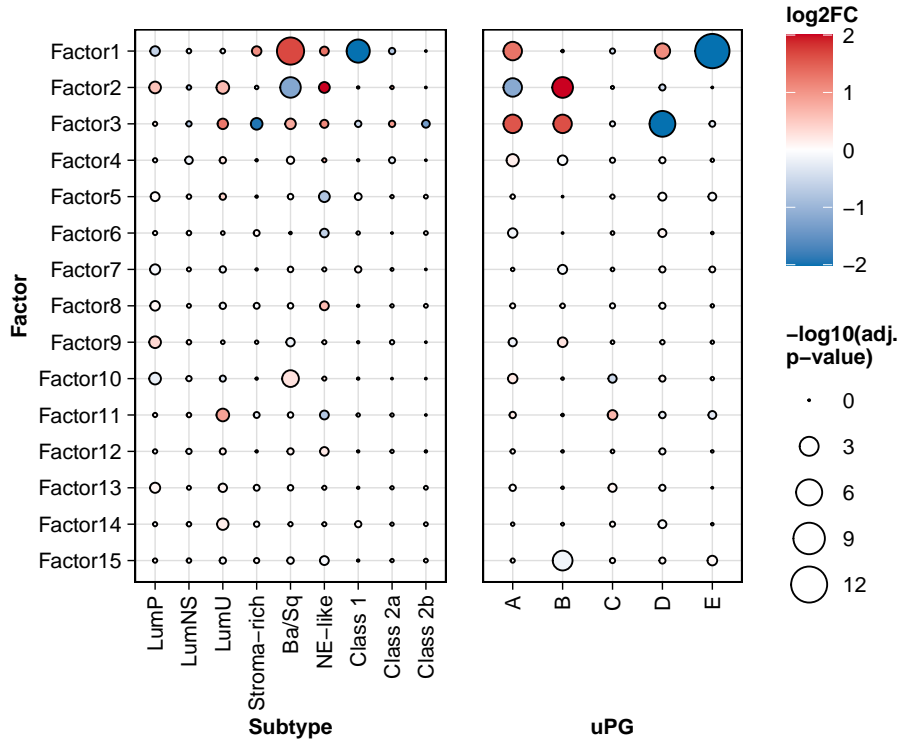 Factor
Factor1
Factor2
Factor3
Factor4
Factor5
Factor6
Factor7
Factor8
Factor9
Factor10
Factor11
Factor12
Factor13
Factor14
Factor15
LumP
LumNS
LumU
Stroma−rich
Ba/Sq
NE−like
Class 1
Class 2a
Class 2b
Subtype
A
B
C
D
E
uPG
log2FC
2
1
0
−1
−2
−log10(adj.
p−value)
0
3
6
9
12